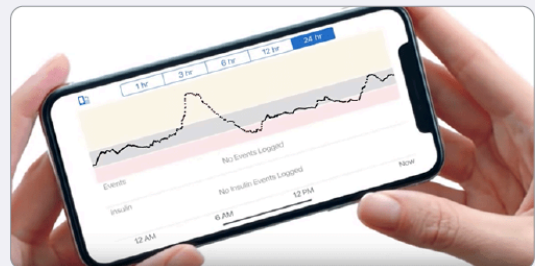 1 hr 3 hr 6 hr 12 hr 24 hr
Events No Events Logged
Insulin No Insulin Events Logged
12 AM 6 AM 12 PM Now